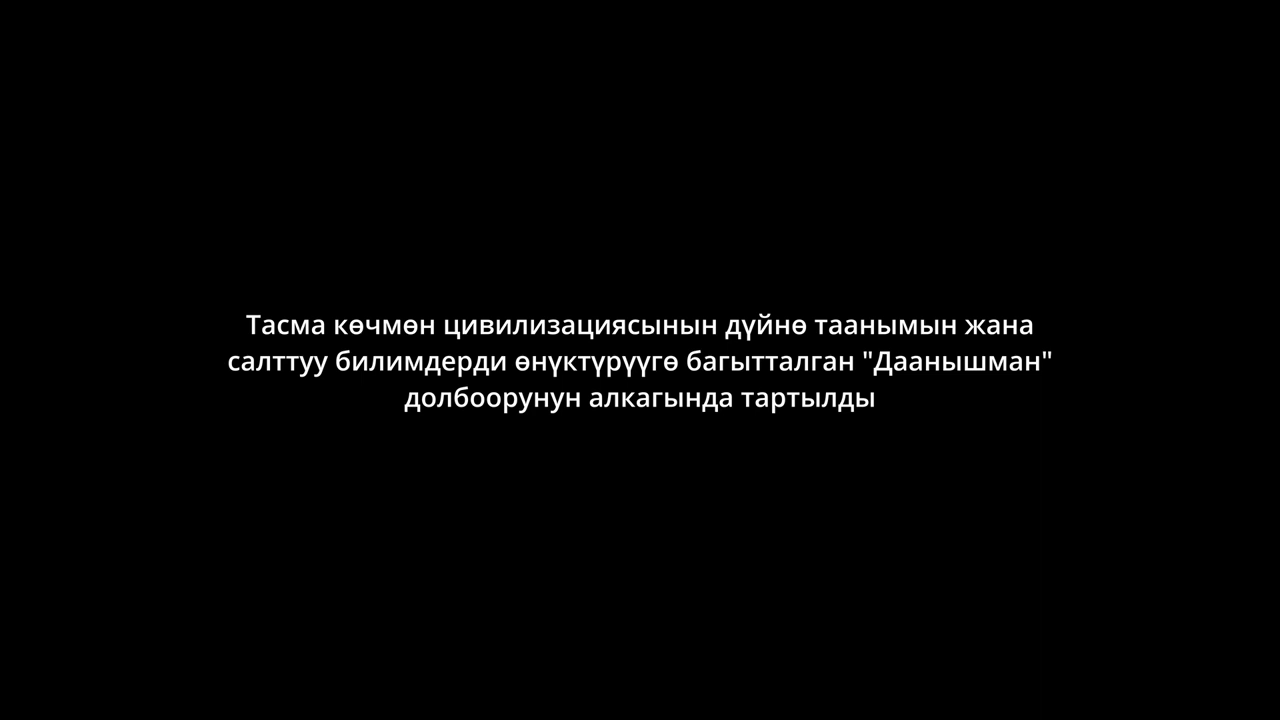 Тасма көчмөн цивилизациясынын дүйнө таанымын жана
салттуу билимдерди өнүктүрүүгө багытталган "Даанышман"
долбоорунун алкагында тартылды